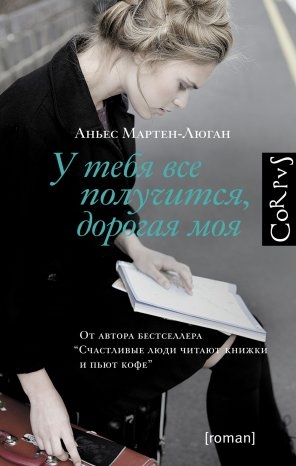 Аньес Мартен-Люган
У тебя все
получится,
дорогая моя
CoRpvs
От автора бестселлера
“Счастливые люди читают книжки
и пьют кофе”
[roman]